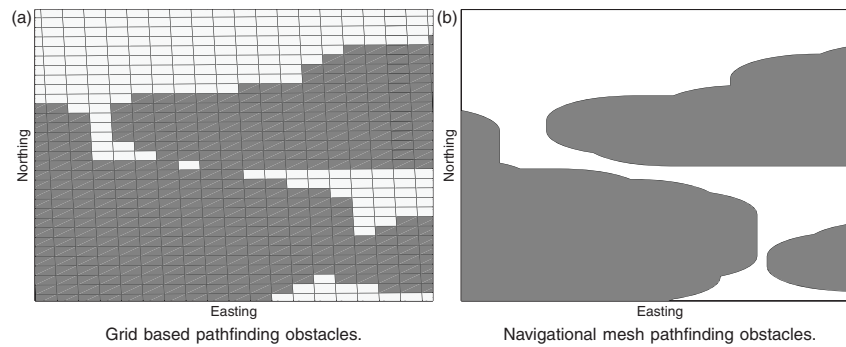 (a)
Northing
Easting
Grid based pathfinding obstacles.
(b)
Northing
Easting
Navigational mesh pathfinding obstacles.